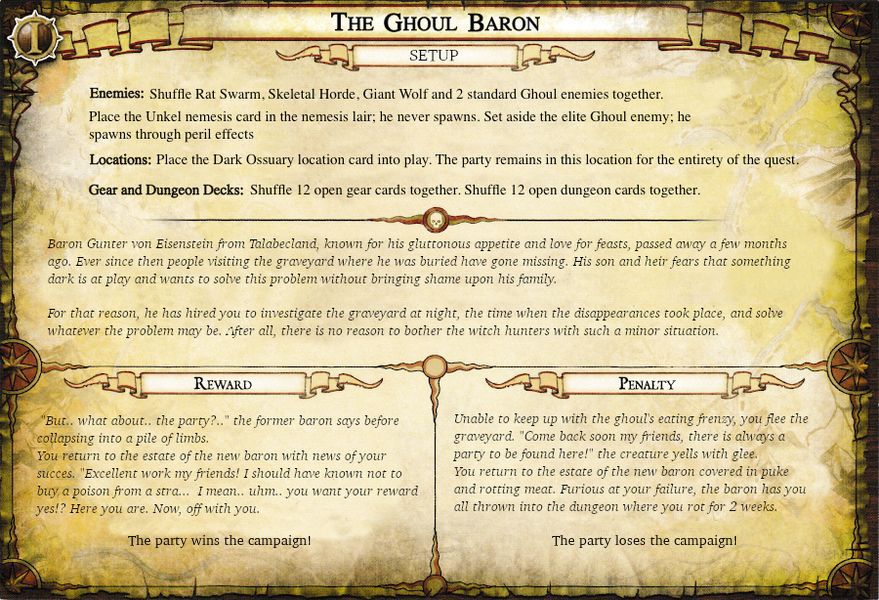 I
THE GHOUL BARON
SETUP
Enemies: Shuffle Rat Swarm, Skeletal Horde, Giant Wolf and 2 standard Ghoul enemies together.
Place the Unkel nemesis card in the nemesis lair; he never spawns. Set aside the elite Ghoul enemy; he
spawns through peril effects
Locations: Place the Dark Ossuary location card into play. The party remains in this location for the entirety of the quest.
Gear and Dungeon Decks: Shuffle 12 open gear cards together. Shuffle 12 open dungeon cards together.
Baron Gunter von Eisenstein from Talabecland, known for his gluttonous appetite and love for feasts, passed away a few months
ago. Ever since then people visiting the graveyard where he was buried have gone missing. His son and heir fears that something
dark is at play and wants to solve this problem without bringing shame upon his family.
For that reason, he has hired you to investigate the graveyard at night, the time when the disappearances took place, and solve
whatever the problem may be. After all, there is no reason to bother the witch hunters with such a minor situation.
REWARD
"But.. what about.. the party?.." the former baron says before
collapsing into a pile of limbs.
You return to the estate of the new baron with news of your
succes. "Excellent work my friends! I should have known not to
buy a poison from a stra... I mean.. uhm.. you want your reward
yes!? Here you are. Now, off with you.
The party wins the campaign!
PENALTY
Unable to keep up with the ghoul's eating frenzy, you flee the
graveyard. "Come back soon my friends, there is always a
party to be found here!" the creature yells with glee.
You return to the estate of the new baron covered in puke
and rotting meat. Furious at your failure, the baron has you
all thrown into the dungeon where you rot for 2 weeks.
The party loses the campaign!